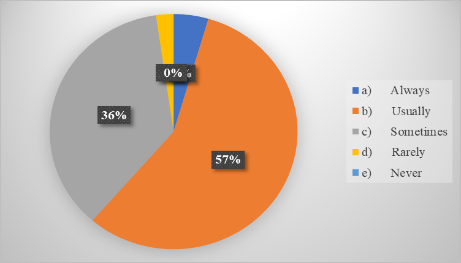 0%
36%
57%
a) Always
b) Usually
c) Sometimes
d) Rarely
e) Never